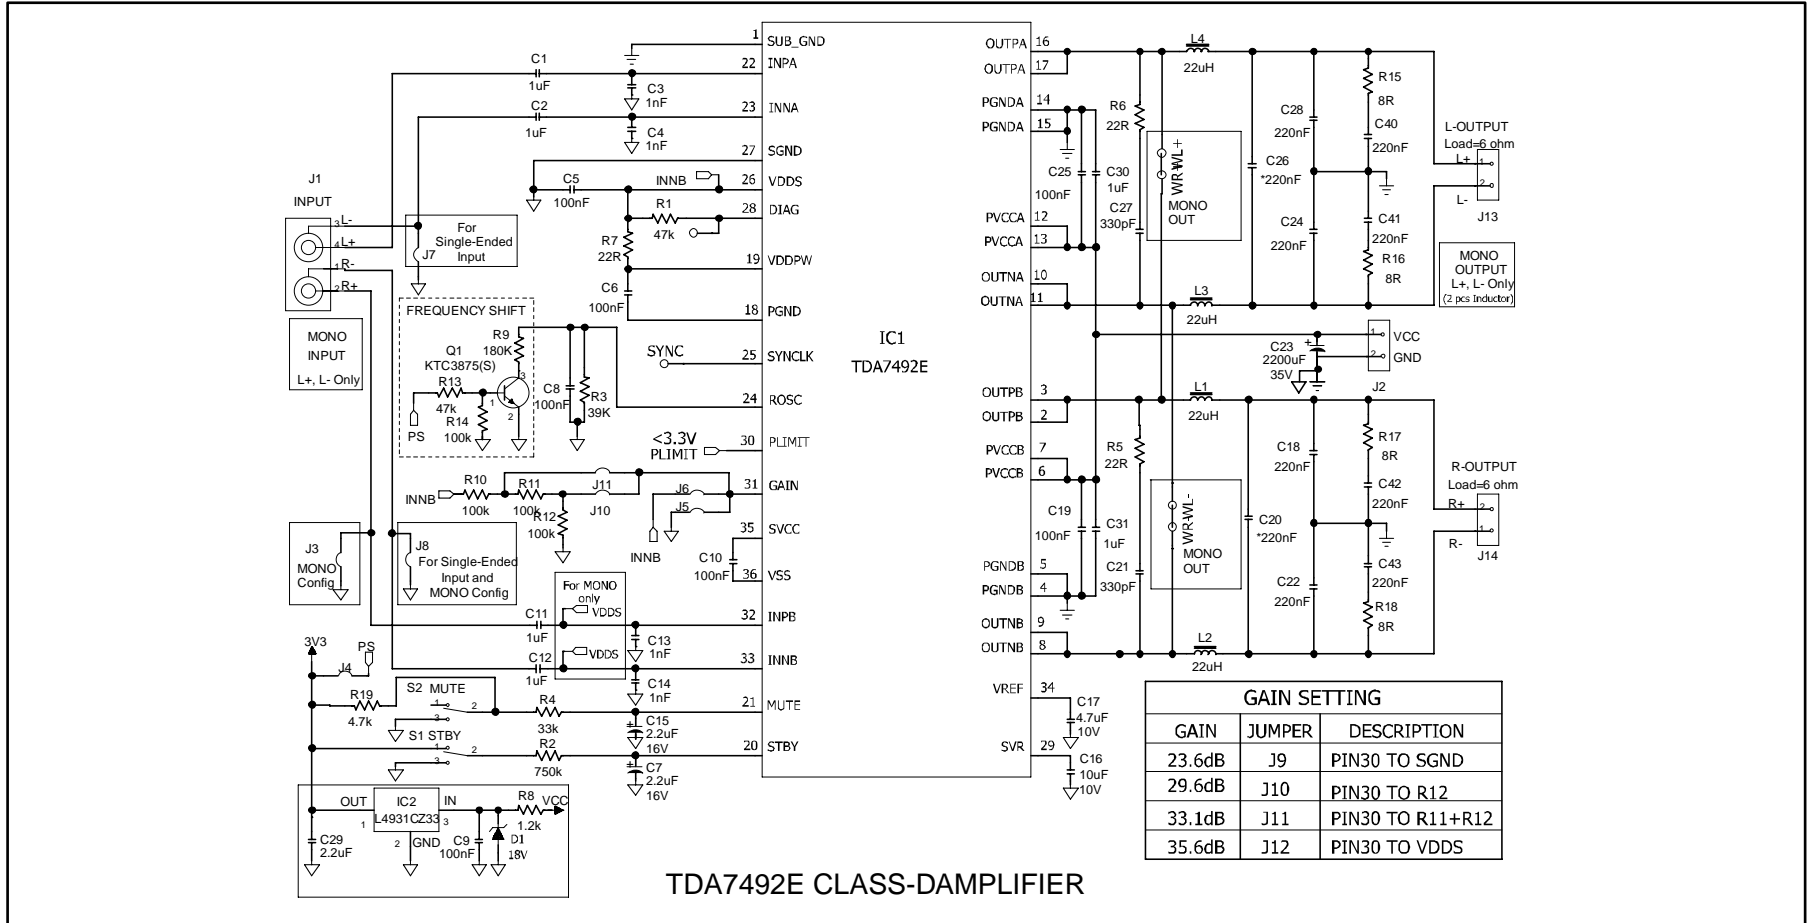 1 SUB_GND
22 INPA
C1
1uF
C3
1nF
23 INNA
C2
1uF
C4
1nF
27 SGND
26 VDDS
INNB
C5
100nF
28 DIAG
R1
47k
R7
22R
19 VDDPW
C6
100nF
18 PGND
J1
INPUT
3 L-
4 L+
1 R-
2 R+
J7
For
Single-Ended
Input
MONO
INPUT
L+, L- Only
FREQUENCY SHIFT
R9
180K
Q1
KTC3875(S)
3
1
2
R13
47k
R14
100k
PS
C8
100nF
R3
39K
SYNC
25 SYNCLK
24 ROSC
<3.3V
PLIMIT
30 PLIMIT
31 GAIN
INNB
R10
100k
R11
100k
R12
100k
J11
J10
J6
J5
INNB
35 SVCC
C10
100nF
36 VSS
J3
MONO
Config
J8
For Single-Ended
Input and
MONO Config
For MONO
only
VDDS
VDDS
C11
1uF
C13
1nF
32 INPB
C12
1uF
C14
1nF
33 INNB
3V3
PS
J4
R19
4.7k
S2 MUTE
1
2
3
R4
33k
C15
2.2uF
16V
21 MUTE
S1 STBY
1
2
3
R2
750k
C7
2.2uF
16V
20 STBY
OUT
1
IC2
L4931CZ33
IN
3
2 GND
C29
2.2uF
C9
100nF
D1
18V
R8
1.2k
VCC
IC1
TDA7492E
OUTPA 16
OUTPA 17
PGNDA 14
PGNDA 15
PVCCA 12
PVCCA 13
OUTNA 10
OUTNA 11
OUTPB 3
OUTPB 2
PVCCB 7
PVCCB 6
PGNDB 5
PGNDB 4
OUTNB 9
OUTNB 8
VREF 34
SVR 29
C17
4.7uF
10V
C16
10uF
10V
L4
22uH
R6
22R
C25
100nF
C30
1uF
C27
330pF
WR-
WL+
MONO
OUT
C26
*220nF
C28
220nF
C24
220nF
R15
8R
C40
220nF
C41
220nF
R16
8R
L-OUTPUT
Load=6 ohm
L+ 1
L- 2
J13
MONO
OUTPUT
L+, L- Only
(2 pcs Inductor)
L3
22uH
C23
2200uF
35V
1 VCC
2 GND
J2
L1
22uH
R5
22R
C19
100nF
C31
1uF
C21
330pF
WR-
WL-
MONO
OUT
C20
*220nF
C18
220nF
C22
220nF
R17
8R
C42
220nF
C43
220nF
R18
8R
R-OUTPUT
Load=6 ohm
R+ 2
R- 1
J14
L2
22uH
GAIN SETTING
GAIN JUMPER DESCRIPTION
23.6dB J9 PIN30 TO SGND
29.6dB J10 PIN30 TO R12
33.1dB J11 PIN30 TO R11+R12
35.6dB J12 PIN30 TO VDDS
TDA7492E CLASS-DAMPLIFIER